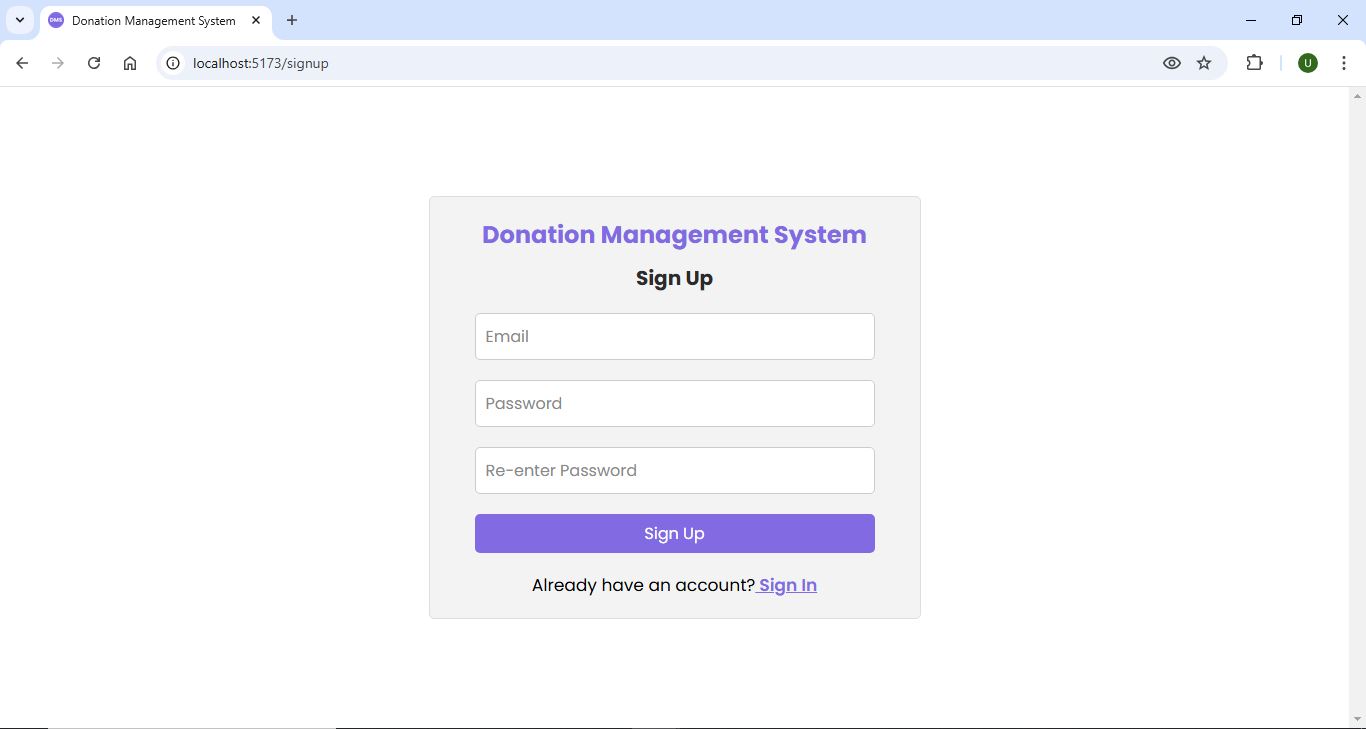 DMS Donation Management System
localhost:5173/signup
U
Donation Management System
Sign Up
Email
Password
Re-enter Password
Sign Up
Already have an account? Sign In